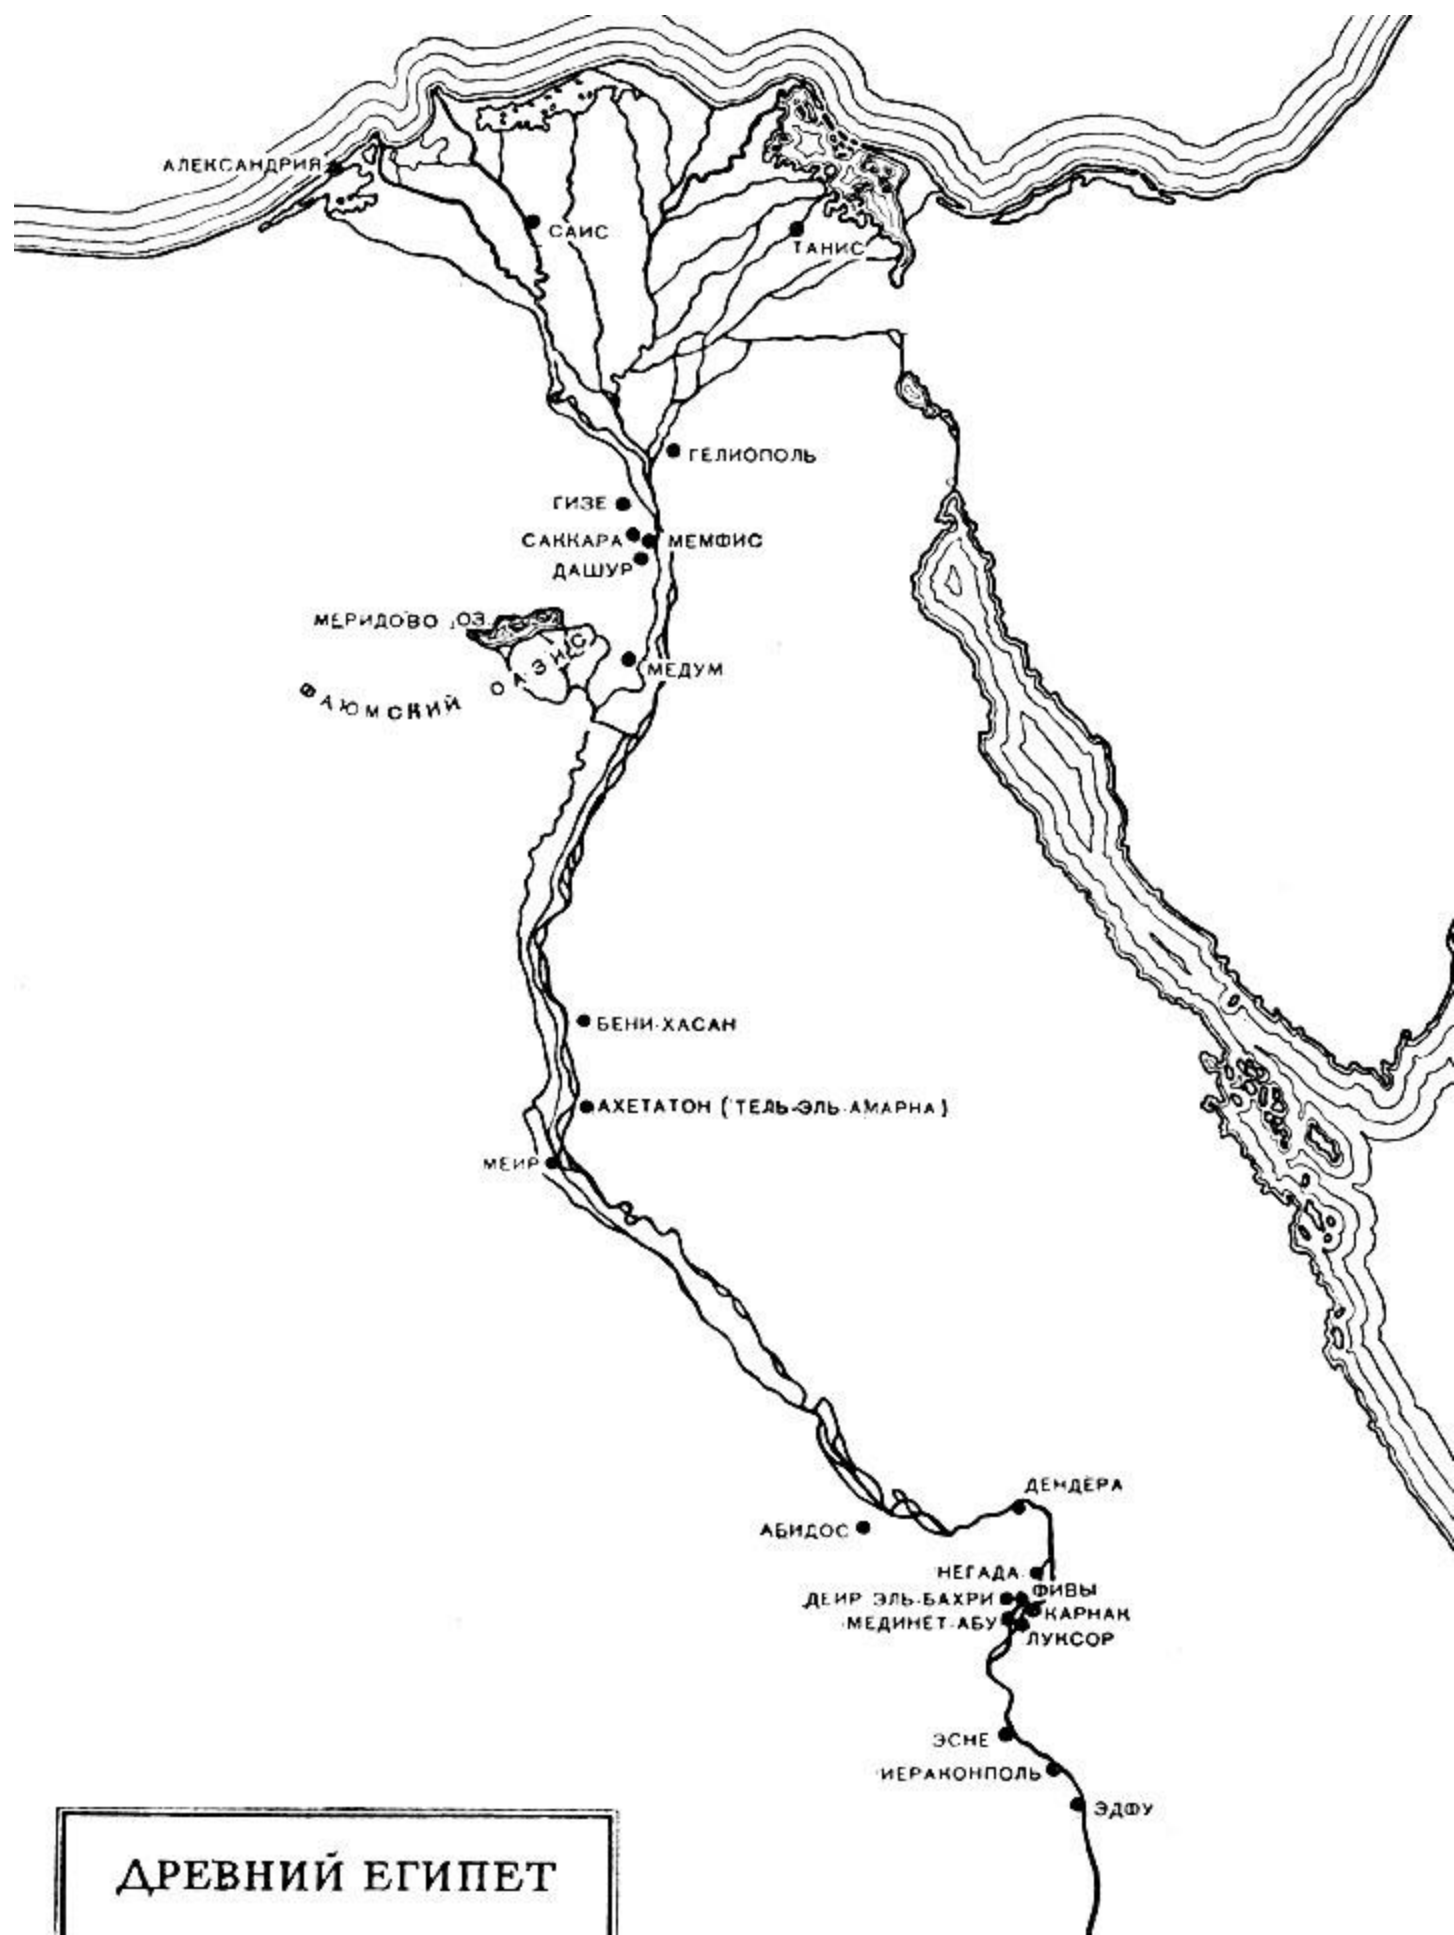 АЛЕКСАНДРИЯ
САИС
ТАНИС
ГЕЛИОПОЛЬ
ГИЗЕ
САККАРА
МЕМФИС
ДАШУР
МЕРИДОВО ОЗ.
МЕДУМ
ФАЮМСКИЙ ОАЗИС
БЕНИ-ХАСАН
АХЕТАТОН (ТЕЛЬ-ЭЛЬ-АМАРНА)
МЕИР
ДЕНДЕРА
АБИДОС
НЕГАДА
ФИВЫ
ДЕИР ЭЛЬ-БАХРИ
КАРНАК
МЕДИНЕТ-АБУ
ЛУКСОР
ЭСНЕ
ИЕРАКОНПОЛЬ
ЭДФУ
ДРЕВНИЙ ЕГИПЕТ